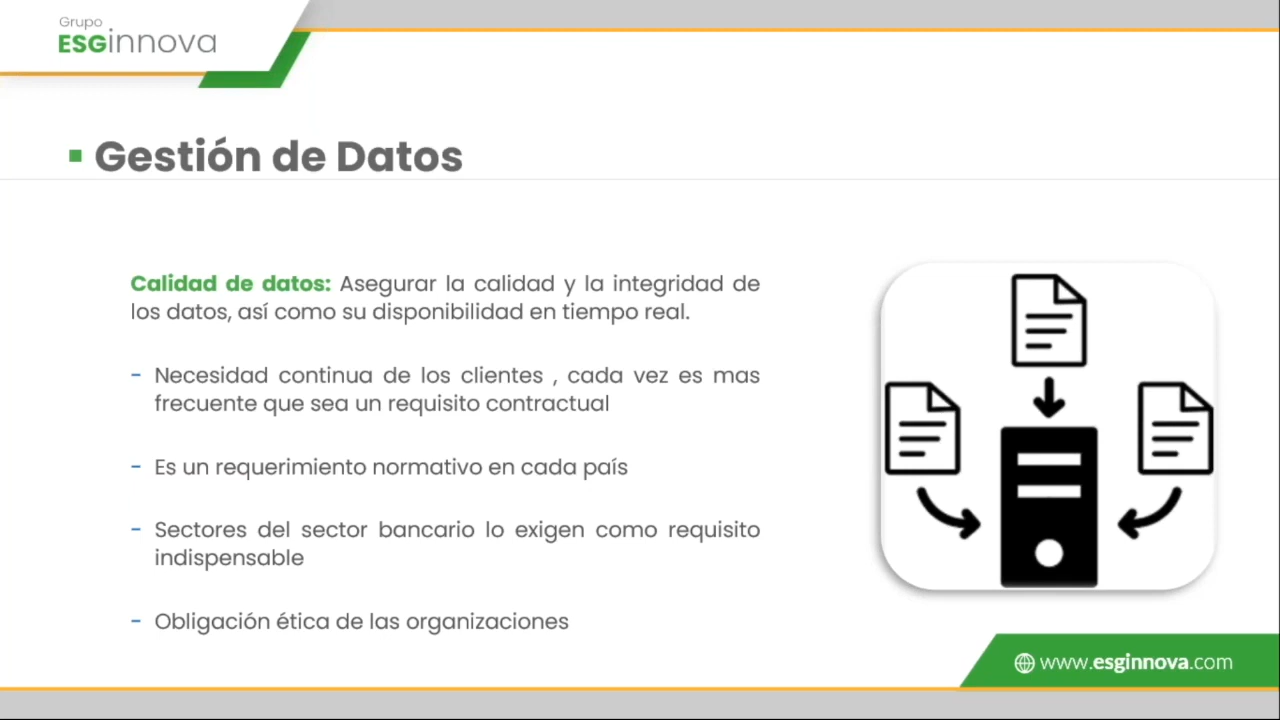 Grupo
ESGinnova
Gestión de Datos
Calidad de datos: Asegurar la calidad y la integridad de
los datos, así como su disponibilidad en tiempo real.
- Necesidad continua de los clientes , cada vez es mas
frecuente que sea un requisito contractual
- Es un requerimiento normativo en cada país
- Sectores del sector bancario lo exigen como requisito
indispensable
- Obligación ética de las organizaciones
www.esginnova.com